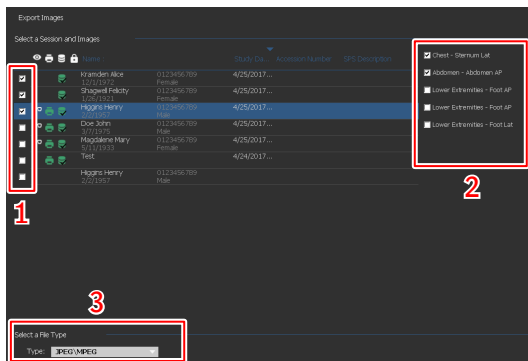 Export Images
Select a Session and Images
Name Study Da... Accession Number SPS Description
Kramden Alice 0123456789 4/25/2017...
12/1/1972 Female
Shagwell Felicity 0123456789 4/25/2017...
1/26/1921 Female
Higgins Henry 0123456789 4/25/2017...
2/2/1957 Male
Doe John 0123456789 4/25/2017...
3/7/1975 Male
Magdalene Mary 0123456789 4/25/2017...
5/11/1933 Female
Test 4/24/2017...
Higgins Henry 0123456789
2/2/1957 Male
Chest - Sternum Lat
Abdomen - Abdomen AP
Lower Extremities - Foot AP
Lower Extremities - Foot AP
Lower Extremities - Foot Lat
1
2
3
Select a File Type
Type: JPEG\MPEG